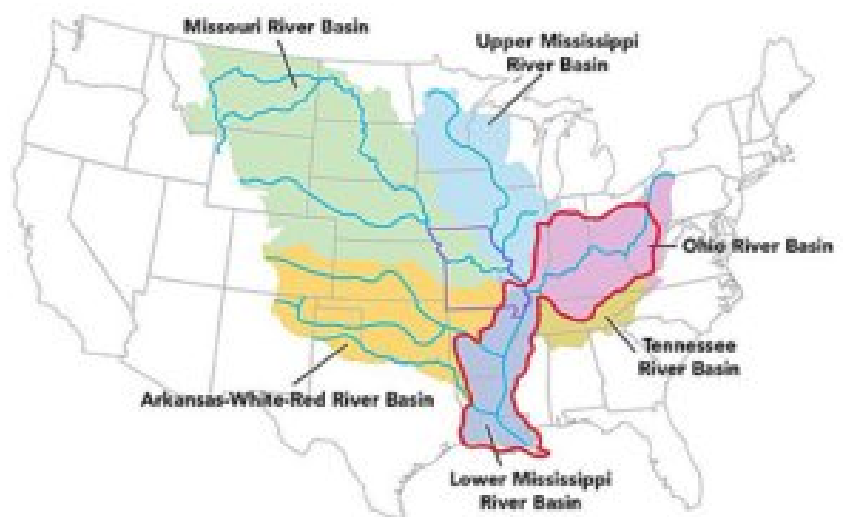 Missouri River Basin
Upper Mississippi
River Basin
Ohio River Basin
Tennessee
River Basin
Arkansas-White-Red River Basin
Lower Mississippi
River Basin